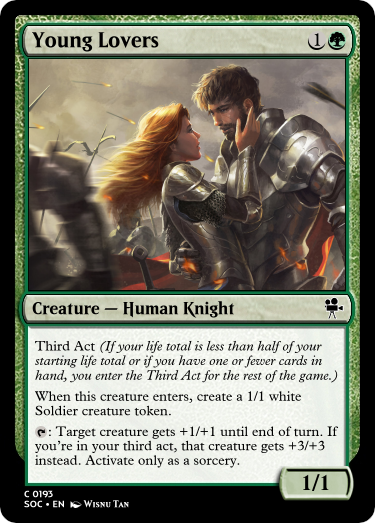 Young Lovers 1
Creature — Human Knight
Third Act (If your life total is less than half of your
starting life total or if you have one or fewer cards in
hand, you enter the Third Act for the rest of the game.)
When this creature enters, create a 1/1 white
Soldier creature token.
: Target creature gets +1/+1 until end of turn. If
you're in your third act, that creature gets +3/+3
instead. Activate only as a sorcery.
1/1
C 0193
SOC • EN Wisnu Tan